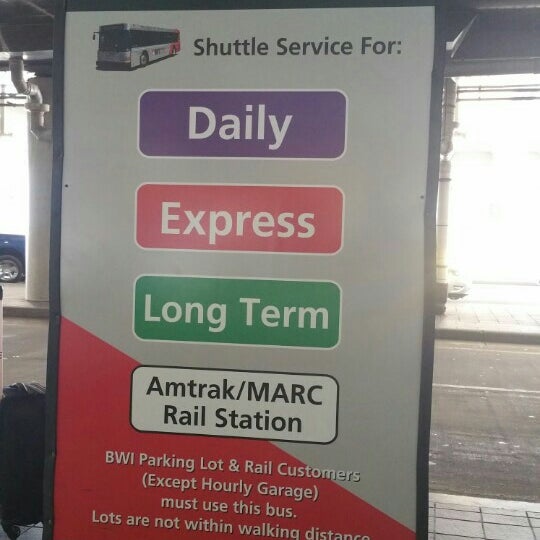 Shuttle Service For:
Daily
Express
Long Term
Amtrak/MARC
Rail Station
BWI Parking Lot & Rail Customers
(Except Hourly Garage)
must use this bus.
Lots are not within walking distance